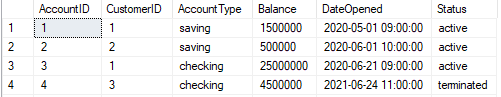 AccountID CustomerID AccountType Balance DateOpened Status
1 1 1 saving 1500000 2020-05-01 09:00:00 active
2 2 2 saving 500000 2020-06-01 10:00:00 active
3 3 1 checking 25000000 2020-06-21 09:00:00 active
4 4 3 checking 4500000 2021-06-24 11:00:00 terminated